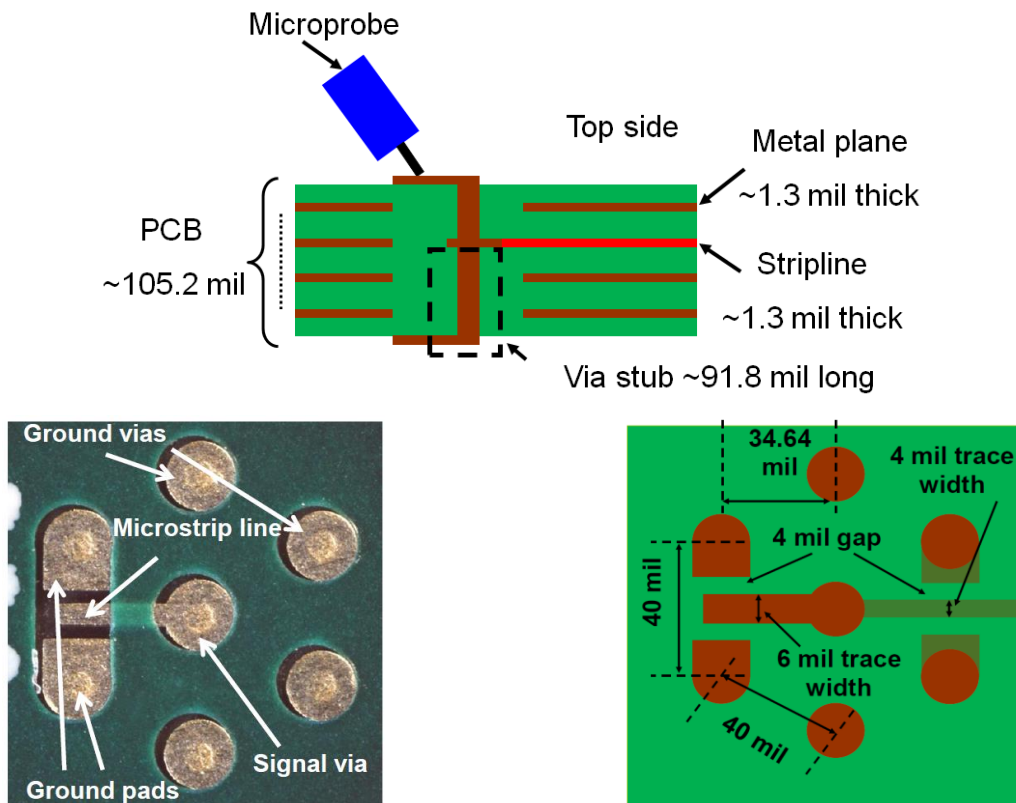 Microprobe
Top side
Metal plane
~1.3 mil thick
PCB
~105.2 mil
Stripline
~1.3 mil thick
Via stub ~91.8 mil long
Ground vias
Microstrip line
Signal via
Ground pads
34.64
mil
4 mil trace
width
4 mil gap
40 mil
6 mil trace
width
40 mil